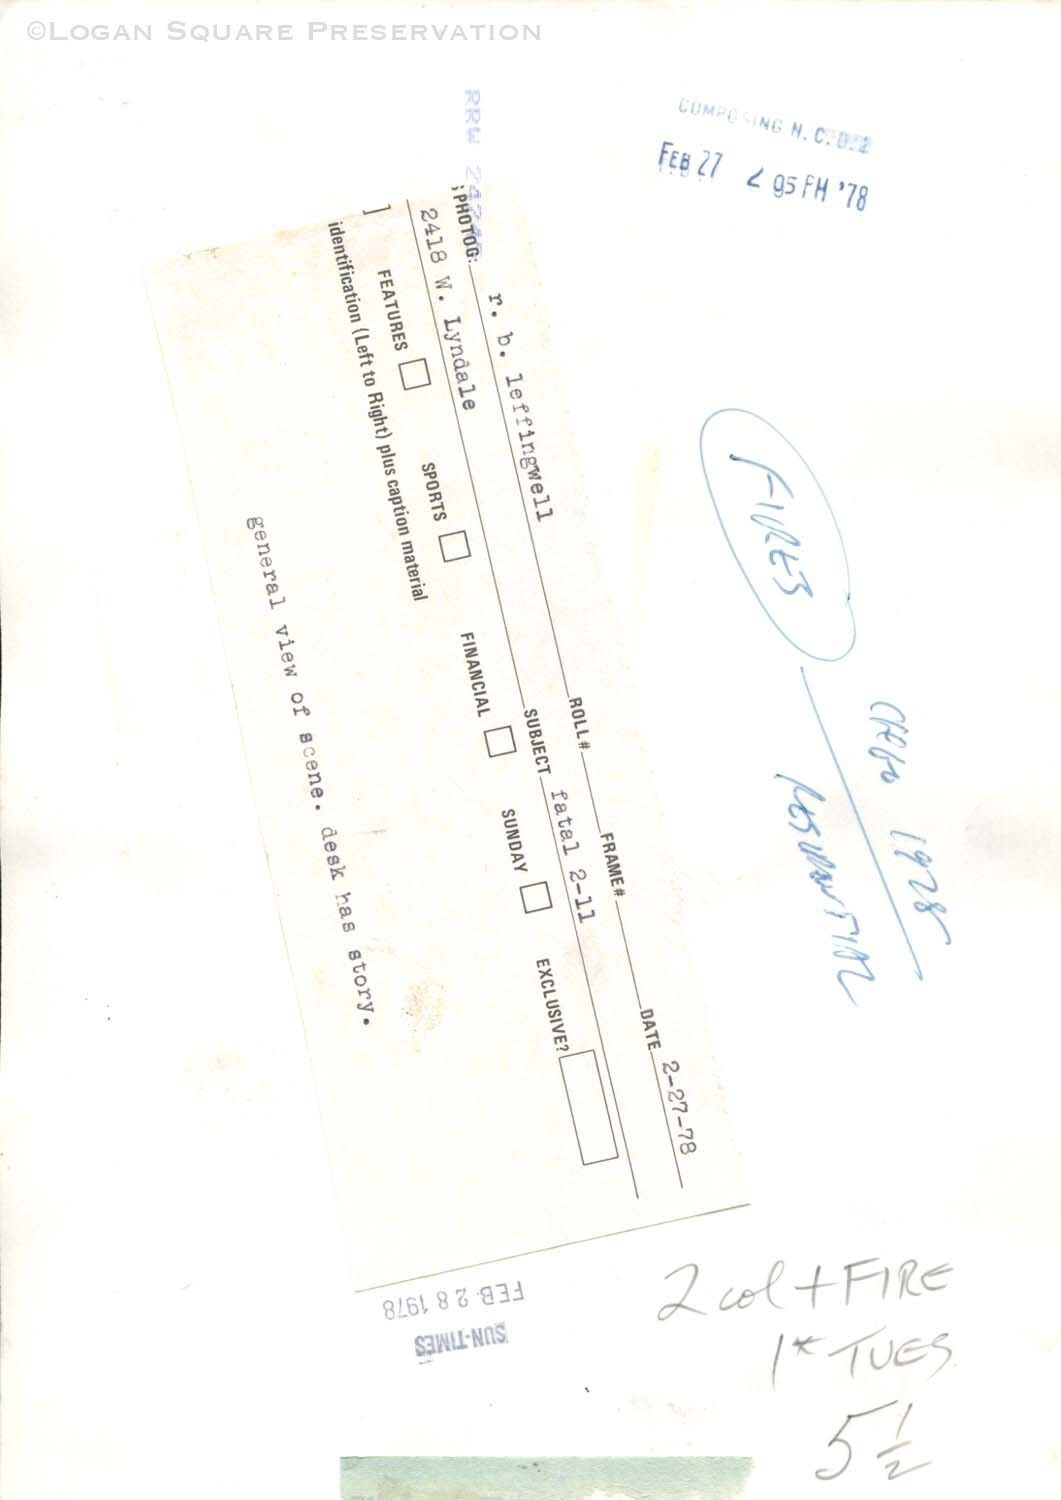 ©LOGAN SQUARE PRESERVATION
COMPOSING N. C.
FEB 27 2 05 PM '78
RRW
PHOTOG: r. b. leffingwell ROLL# FRAME# DATE 2-27-78
2418 W. Lyndale SUBJECT fatal 2-11
] FEATURES SPORTS FINANCIAL SUNDAY EXCLUSIVE?
identification (Left to Right) plus caption material
general view of scene. desk has story.
FIRES
CHGO 1978
RESIDENTIAL
FEB 28 1978
SUN-TIMES
2 col + FIRE
1* TUES
5 1/2